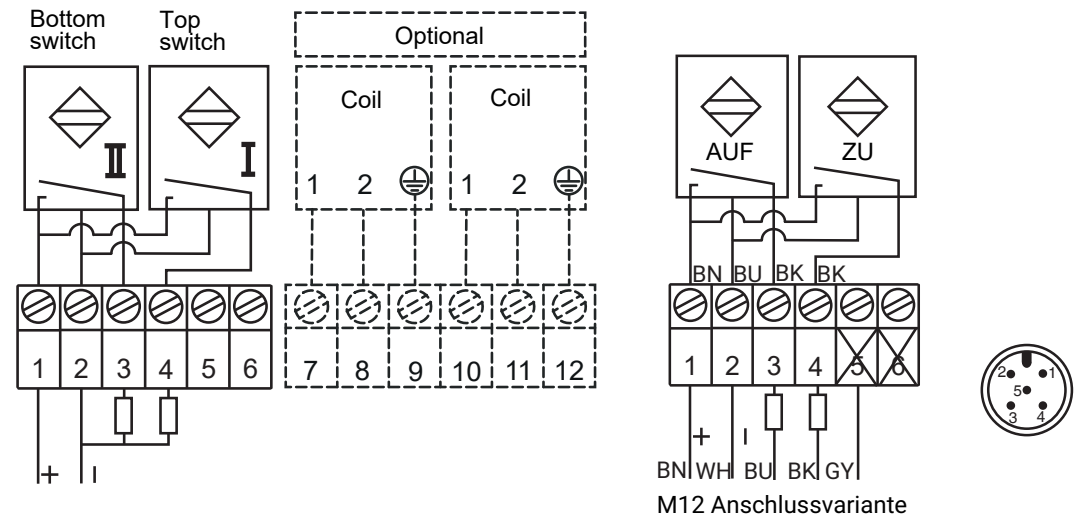 Bottom
switch
Top
switch
II
I
1 2 3 4 5 6
+ −
Optional
Coil
Coil
1 2
1 2
7 8 9 10 11 12
AUF
ZU
BN BU BK BK
1 2 3 4 5 6
+ −
BN WH BU BK GY
M12 Anschlussvariante
2 1
5
3 4